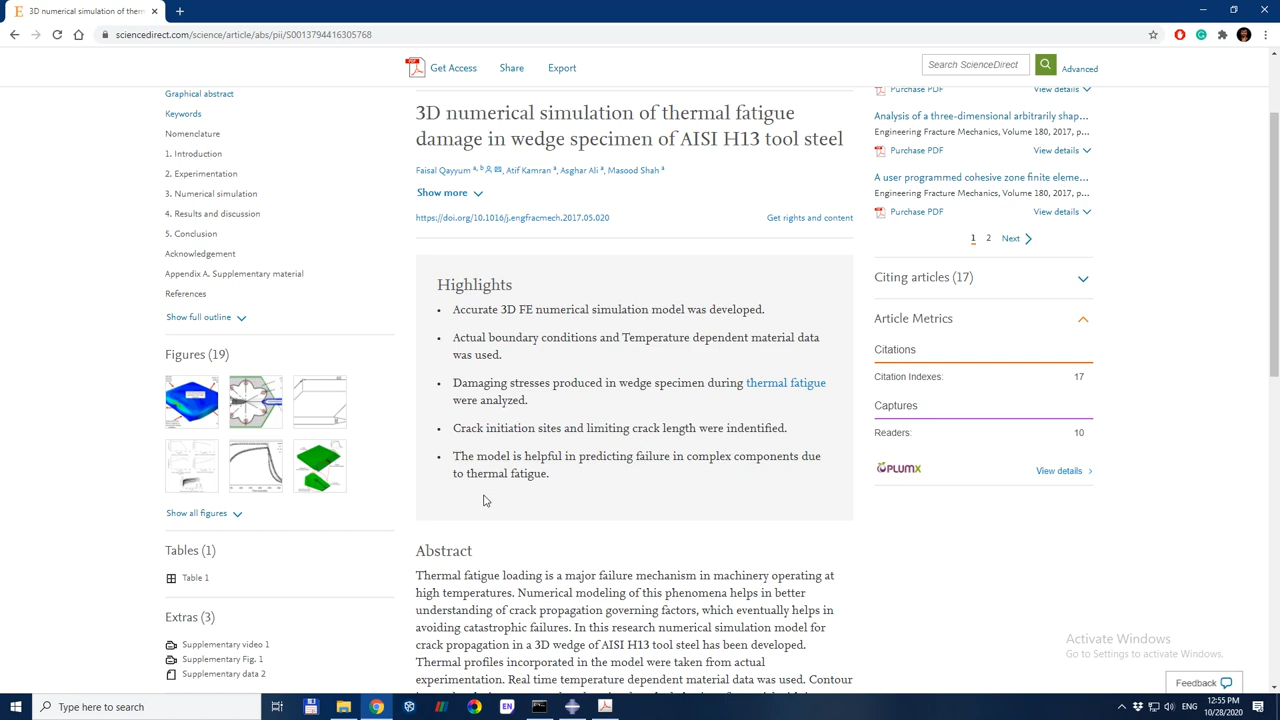 3D numerical simulation of therm
sciencedirect.com/science/article/abs/pii/S0013794416305768
Get Access
Share
Export
Search ScienceDirect
Advanced
Graphical abstract
Keywords
Nomenclature
1. Introduction
2. Experimentation
3. Numerical simulation
4. Results and discussion
5. Conclusion
Acknowledgement
Appendix A. Supplementary material
References
Show full outline
Figures (19)
Show all figures
Tables (1)
Table 1
Extras (3)
Supplementary video 1
Supplementary Fig. 1
Supplementary data 2
3D numerical simulation of thermal fatigue
damage in wedge specimen of AISI H13 tool steel
Faisal Qayyum a, b, Atif Kamran a, Asghar Ali a, Masood Shah a
Show more
https://doi.org/10.1016/j.engfracmech.2017.05.020
Get rights and content
Highlights
• Accurate 3D FE numerical simulation model was developed.
• Actual boundary conditions and Temperature dependent material data
was used.
• Damaging stresses produced in wedge specimen during thermal fatigue
were analyzed.
• Crack initiation sites and limiting crack length were indentified.
• The model is helpful in predicting failure in complex components due
to thermal fatigue.
Abstract
Thermal fatigue loading is a major failure mechanism in machinery operating at
high temperatures. Numerical modeling of this phenomena helps in better
understanding of crack propagation governing factors, which eventually helps in
avoiding catastrophic failures. In this research numerical simulation model for
crack propagation in a 3D wedge of AISI H13 tool steel has been developed.
Thermal profiles incorporated in the model were taken from actual
experimentation. Real time temperature dependent material data was used. Contour
Purchase PDF
View details
Analysis of a three-dimensional arbitrarily shap...
Engineering Fracture Mechanics, Volume 180, 2017, p...
Purchase PDF
View details
A user programmed cohesive zone finite eleme...
Engineering Fracture Mechanics, Volume 180, 2017, p...
Purchase PDF
View details
1 2 Next
Citing articles (17)
Article Metrics
Citations
Citation Indexes: 17
Captures
Readers: 10
PLUMX
View details
Activate Windows
Go to Settings to activate Windows.
Feedback
Type here to search
EN
12:55 PM
10/28/2020